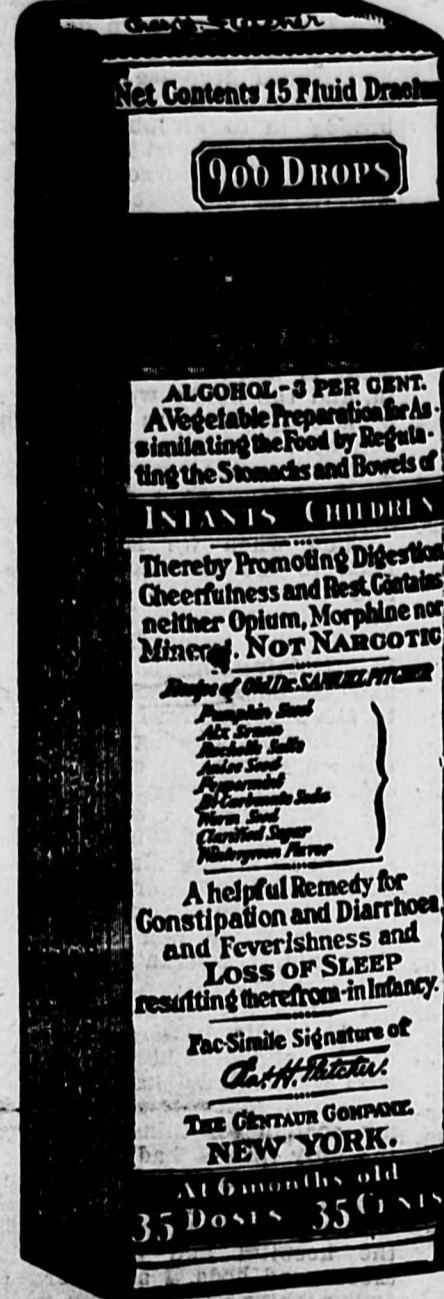 Chas. H. Fletcher
Net Contents 15 Fluid Drachm
900 DROPS
ALCOHOL-3 PER CENT.
A Vegetable Preparation for As-
similating the Food by Regula-
ting the Stomachs and Bowels of
INFANTS CHILDREN
Thereby Promoting Digestion
Cheerfulness and Rest. Contains
neither Opium, Morphine nor
Mineral. NOT NARCOTIC
Recipe of Old Dr. SAMUEL PITCHER
Pumpkin Seed
Alx Senna
Rochelle Salts
Anise Seed
Peppermint
Bi Carbonate Soda
Worm Seed
Clarified Sugar
Wintergreen Flavor
A helpful Remedy for
Constipation and Diarrhoea
and Feverishness and
LOSS OF SLEEP
resulting therefrom-in Infancy.
Fac-Simile Signature of
Chas. H. Fletcher.
THE CENTAUR COMPANY.
NEW YORK.
At 6 months old
35 DOSES 35 CENTS